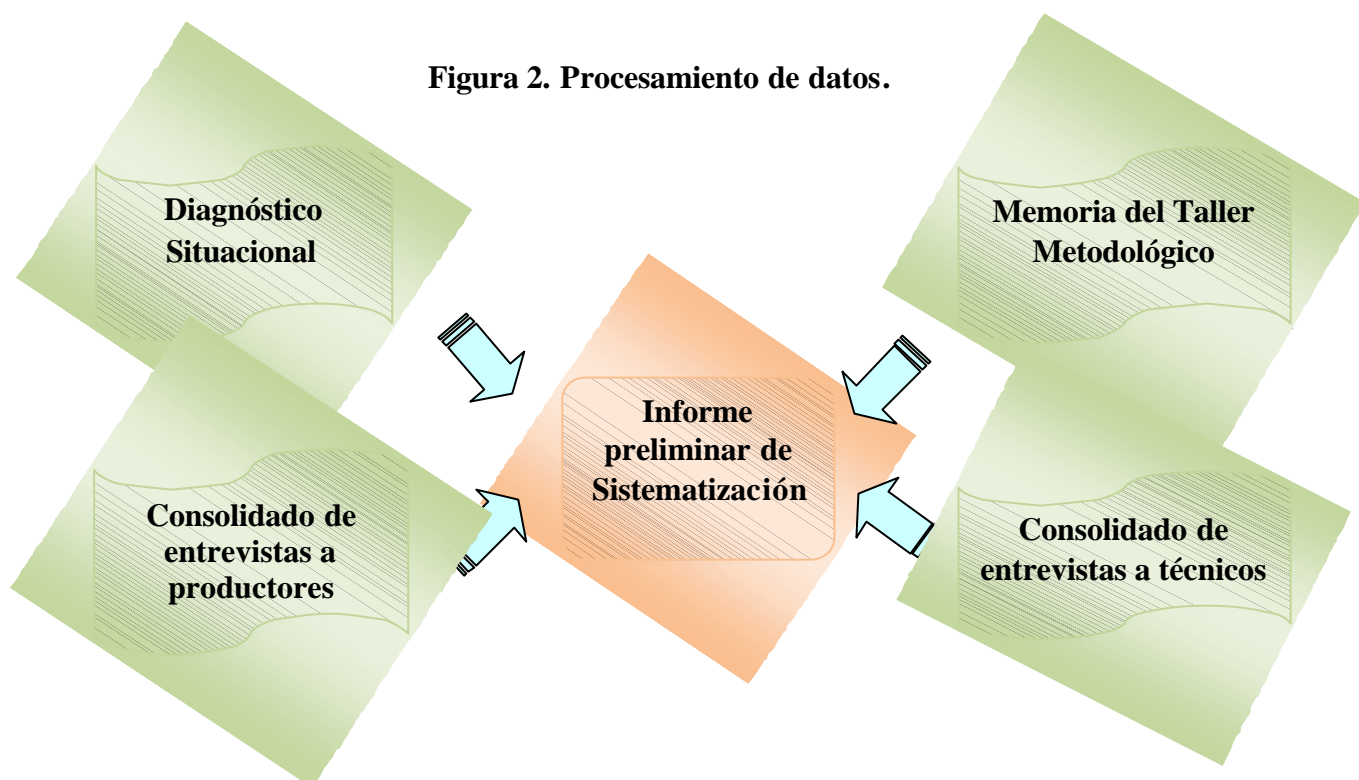 Figura 2. Procesamiento de datos.
Diagnóstico
Situacional
Memoria del Taller
Metodológico
Informe
preliminar de
Sistematización
Consolidado de
entrevistas a
productores
Consolidado de
entrevistas a técnicos